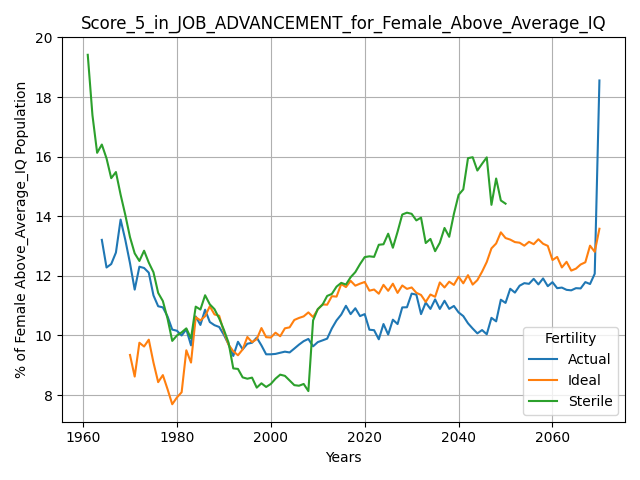 Score_5_in_JOB_ADVANCEMENT_for_Female_Above_Average_IQ
% of Female Above_Average_IQ Population
20
18
16
14
12
10
8
1960
1980
2000
2020
2040
2060
Years
Fertility
Actual
Ideal
Sterile